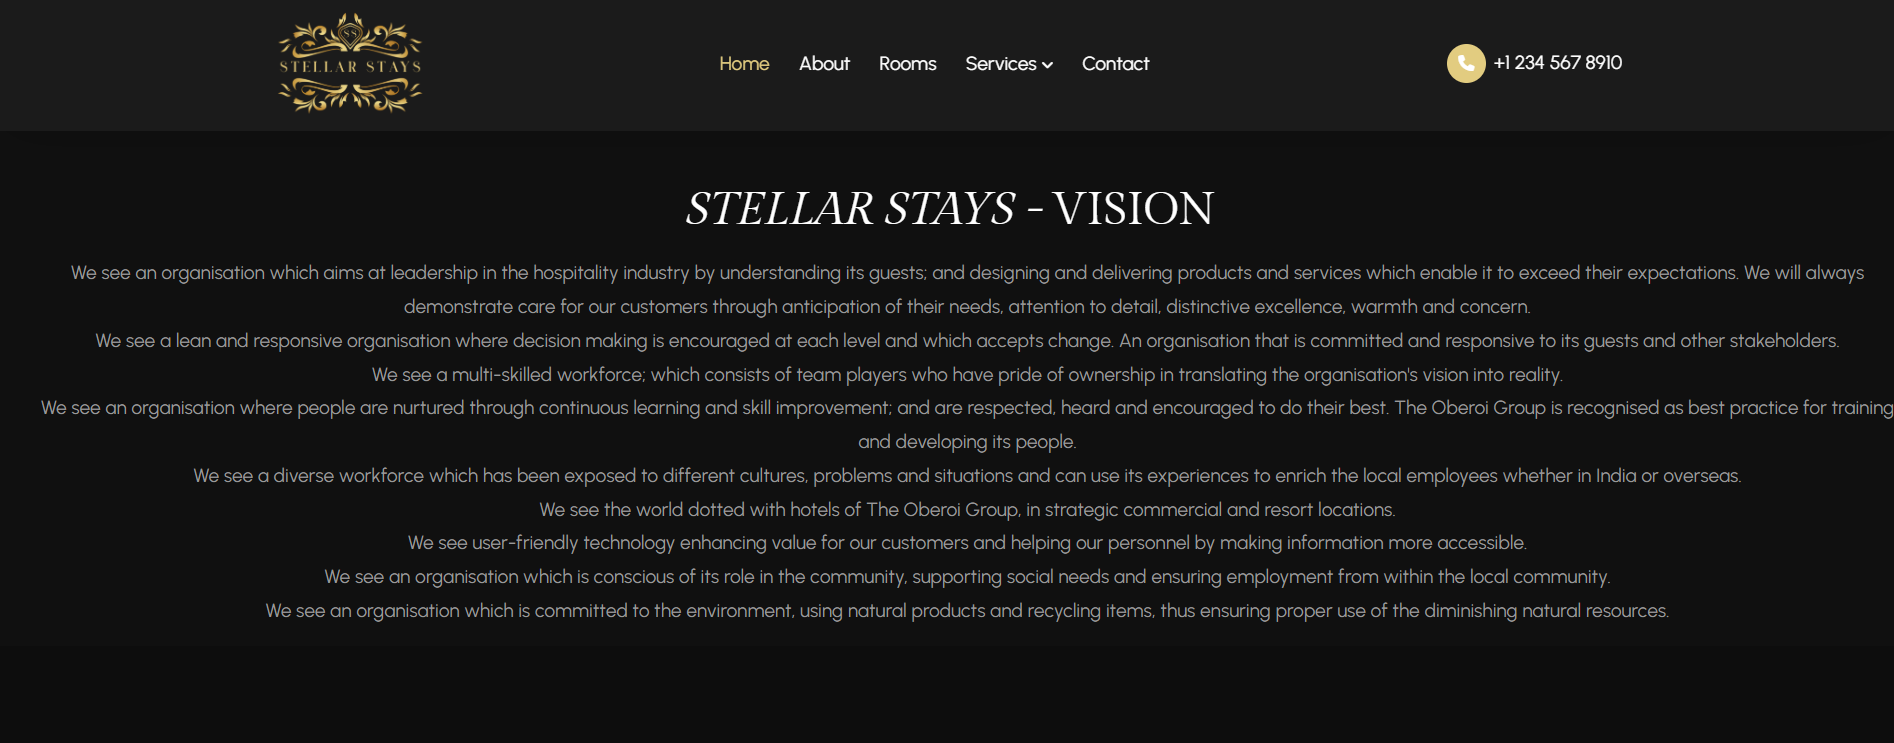 SS
STELLAR STAYS
Home About Rooms Services Contact
+1 234 567 8910
STELLAR STAYS - VISION
We see an organisation which aims at leadership in the hospitality industry by understanding its guests; and designing and delivering products and services which enable it to exceed their expectations. We will always
demonstrate care for our customers through anticipation of their needs, attention to detail, distinctive excellence, warmth and concern.
We see a lean and responsive organisation where decision making is encouraged at each level and which accepts change. An organisation that is committed and responsive to its guests and other stakeholders.
We see a multi-skilled workforce; which consists of team players who have pride of ownership in translating the organisation's vision into reality.
We see an organisation where people are nurtured through continuous learning and skill improvement; and are respected, heard and encouraged to do their best. The Oberoi Group is recognised as best practice for training
and developing its people.
We see a diverse workforce which has been exposed to different cultures, problems and situations and can use its experiences to enrich the local employees whether in India or overseas.
We see the world dotted with hotels of The Oberoi Group, in strategic commercial and resort locations.
We see user-friendly technology enhancing value for our customers and helping our personnel by making information more accessible.
We see an organisation which is conscious of its role in the community, supporting social needs and ensuring employment from within the local community.
We see an organisation which is committed to the environment, using natural products and recycling items, thus ensuring proper use of the diminishing natural resources.